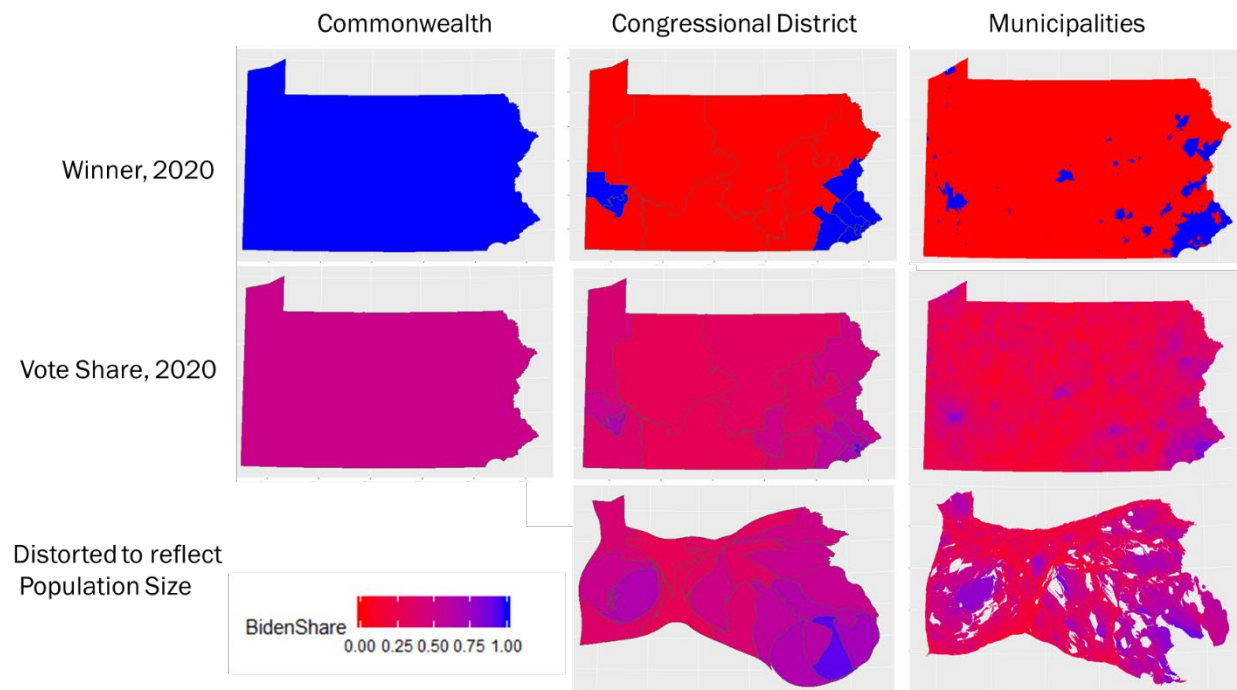 Commonwealth
Congressional District
Municipalities
Winner, 2020
Vote Share, 2020
Distorted to reflect
Population Size
BidenShare
0.00 0.25 0.50 0.75 1.00